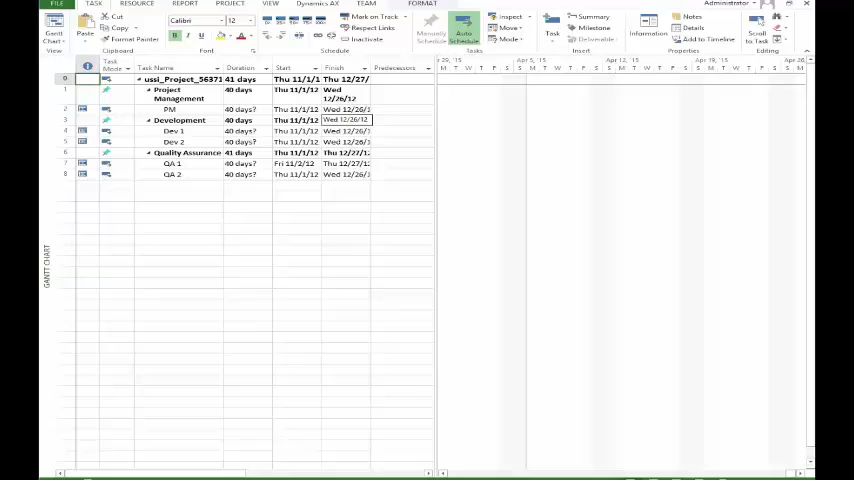 FILE TASK RESOURCE REPORT PROJECT VIEW Dynamics AX TEAM FORMAT Administrator
Gantt Chart
View
Paste
Cut
Copy
Format Painter
Clipboard
Calibri 12
B I U
Font
Mark on Track
Respect Links
Inactivate
Schedule
Manually Schedule
Auto Schedule
Inspect
Move
Mode
Tasks
Task
Summary
Milestone
Deliverable
Insert
Information
Notes
Details
Add to Timeline
Properties
Scroll to Task
Editing
Task Mode Task Name Duration Start Finish Predecessors
0 ussi_Project_56371 41 days Thu 11/1/1 Thu 12/27/
1 Project Management 40 days Thu 11/1/12 Wed 12/26/12
2 PM 40 days? Thu 11/1/12 Wed 12/26/1
3 Development 40 days Thu 11/1/12 Wed 12/26/12
4 Dev 1 40 days? Thu 11/1/12 Wed 12/26/1
5 Dev 2 40 days? Thu 11/1/12 Wed 12/26/1
6 Quality Assurance 41 days Thu 11/1/12 Thu 12/27/12
7 QA 1 40 days? Fri 11/2/12 Thu 12/27/1
8 QA 2 40 days? Thu 11/1/12 Wed 12/26/1
r 29, '15 Apr 5, '15 Apr 12, '15 Apr 19, '15 Apr 26
M T W T F S S M T W T F S S M T W T F S S M T W T F S S M
GANTT CHART